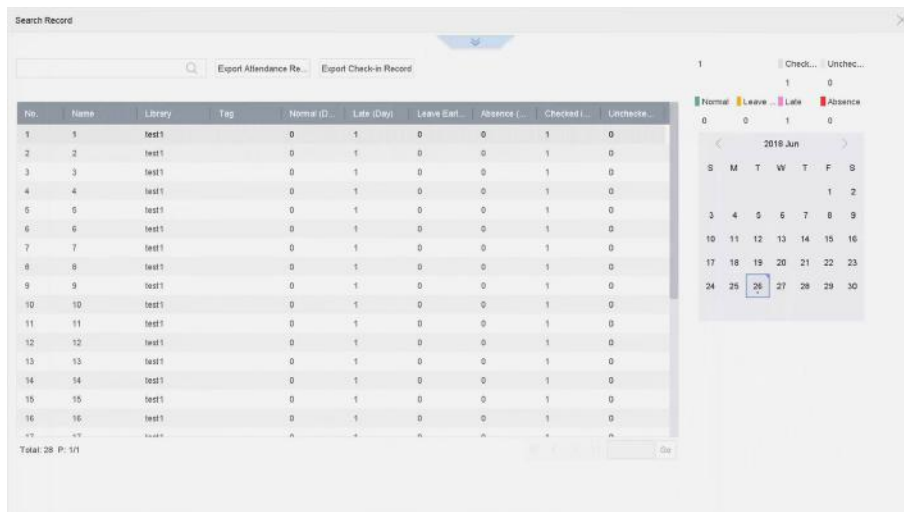 Search Record
Export Attendance Re... Export Check-in Record
No. Name Library Tag Normal (D... Late (Day) Leave Earl... Absence (... Checked i... Unchecke...
1 1 test1 0 1 0 0 1 0
2 2 test1 0 1 0 0 1 0
3 3 test1 0 1 0 0 1 0
4 4 test1 0 1 0 0 1 0
5 5 test1 0 1 0 0 1 0
6 6 test1 0 1 0 0 1 0
7 7 test1 0 1 0 0 1 0
8 8 test1 0 1 0 0 1 0
9 9 test1 0 1 0 0 1 0
10 10 test1 0 1 0 0 1 0
11 11 test1 0 1 0 0 1 0
12 12 test1 0 1 0 0 1 0
13 13 test1 0 1 0 0 1 0
14 14 test1 0 1 0 0 1 0
15 15 test1 0 1 0 0 1 0
16 16 test1 0 1 0 0 1 0
Total: 28 P: 1/1
Go
1 Check... Unchec...
1 0
Normal Leave ... Late Absence
0 0 1 0
2018 Jun
S M T W T F S
1 2
3 4 5 6 7 8 9
10 11 12 13 14 15 16
17 18 19 20 21 22 23
24 25 26 27 28 29 30